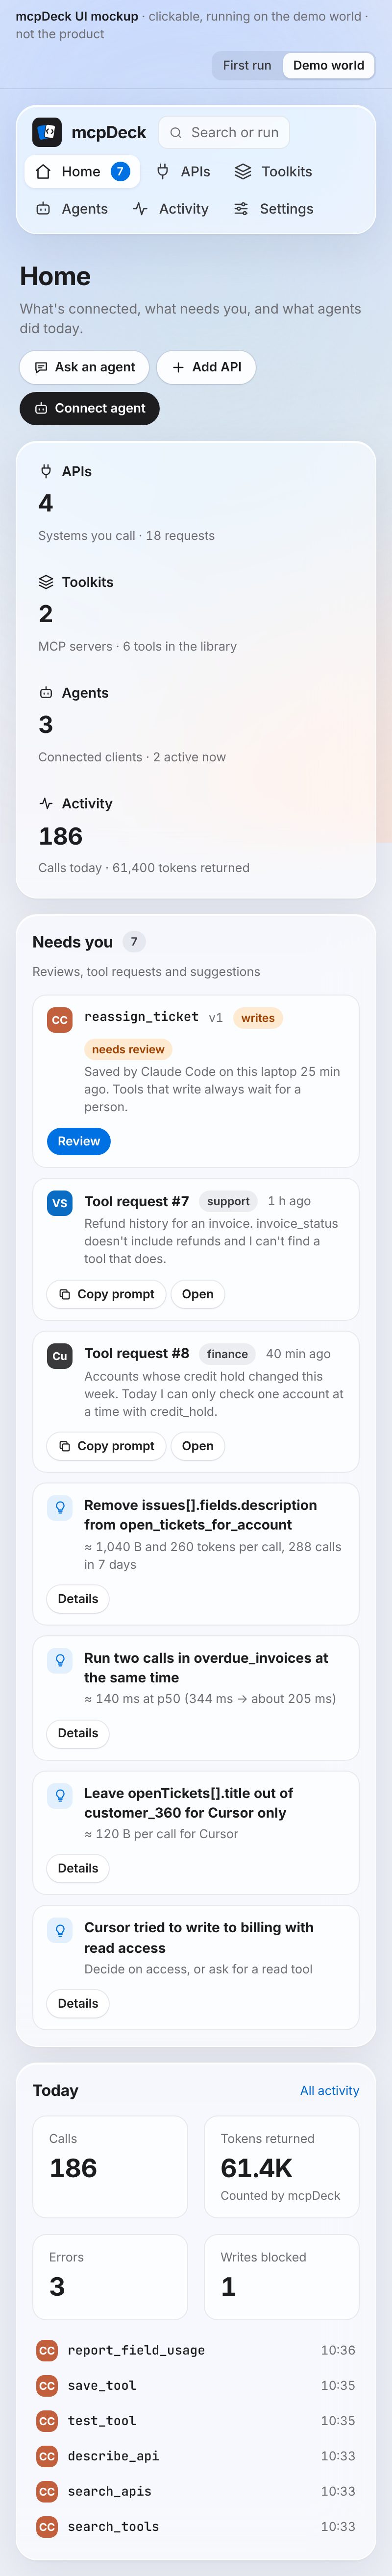 mcpDeck UI mockup · clickable, running on the demo world ·
not the product
First run
Demo world
mcpDeck
Search or run
Home 7
APIs
Toolkits
Agents
Activity
Settings
Home
What's connected, what needs you, and what agents
did today.
Ask an agent
Add API
Connect agent
APIs
4
Systems you call · 18 requests
Toolkits
2
MCP servers · 6 tools in the library
Agents
3
Connected clients · 2 active now
Activity
186
Calls today · 61,400 tokens returned
Needs you 7
Reviews, tool requests and suggestions
CC reassign_ticket v1 writes
needs review
Saved by Claude Code on this laptop 25 min
ago. Tools that write always wait for a
person.
Review
VS Tool request #7 support 1 h ago
Refund history for an invoice. invoice_status
doesn't include refunds and I can't find a
tool that does.
Copy prompt
Open
Cu Tool request #8 finance 40 min ago
Accounts whose credit hold changed this
week. Today I can only check one account at
a time with credit_hold.
Copy prompt
Open
Remove issues[].fields.description
from open_tickets_for_account
≈ 1,040 B and 260 tokens per call, 288 calls
in 7 days
Details
Run two calls in overdue_invoices at
the same time
≈ 140 ms at p50 (344 ms → about 205 ms)
Details
Leave openTickets[].title out of
customer_360 for Cursor only
≈ 120 B per call for Cursor
Details
Cursor tried to write to billing with
read access
Decide on access, or ask for a read tool
Details
Today
All activity
Calls
186
Tokens returned
61.4K
Counted by mcpDeck
Errors
3
Writes blocked
1
CC report_field_usage 10:36
CC save_tool 10:35
CC test_tool 10:35
CC describe_api 10:33
CC search_apis 10:33
CC search_tools 10:33